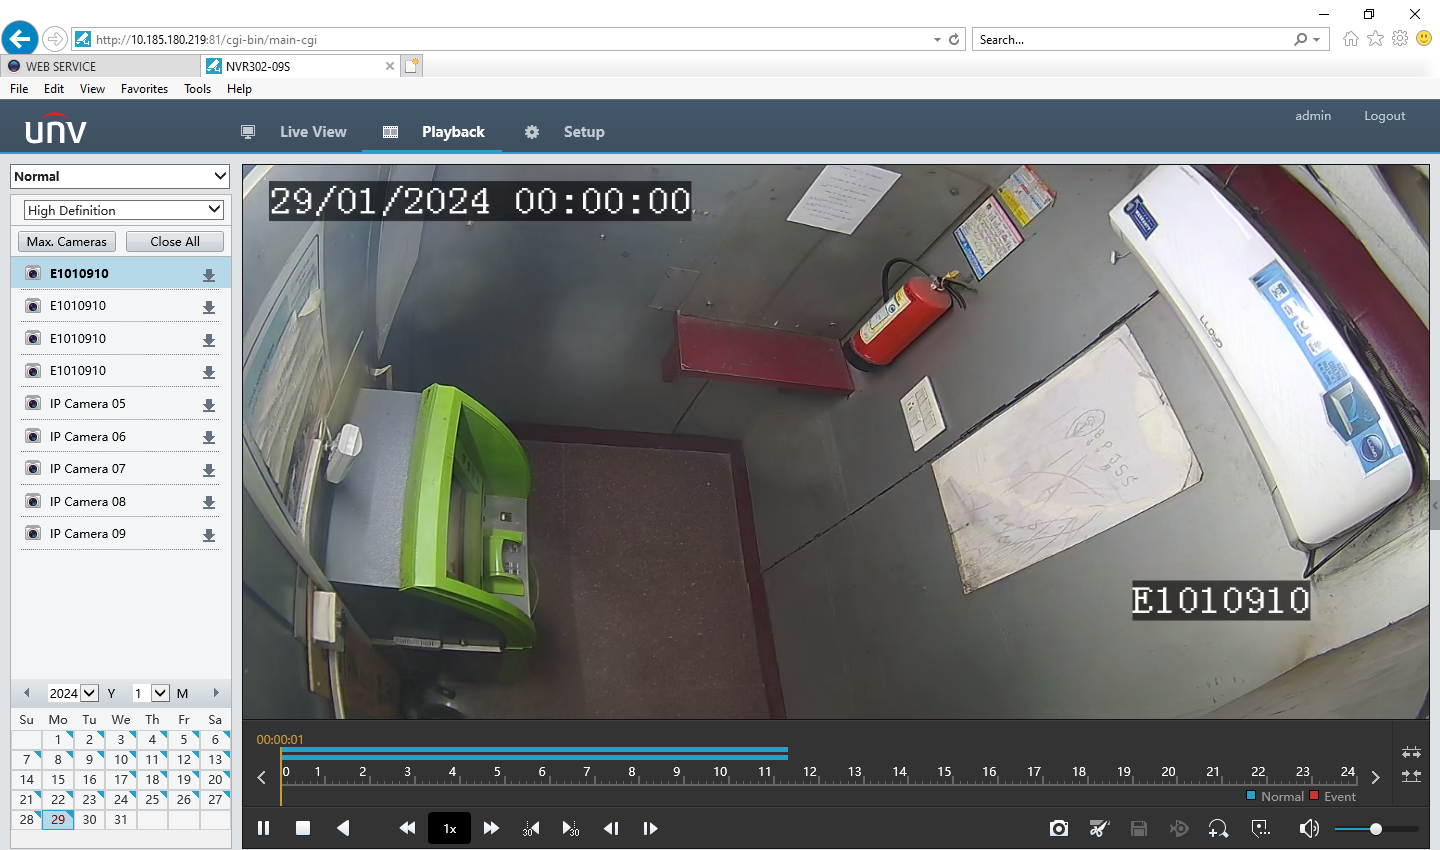 http://10.185.180.219:81/cgi-bin/main-cgi
Search...
WEB SERVICE
NVR302-09S
File Edit View Favorites Tools Help
admin Logout
unv
Live View Playback Setup
Normal
High Definition
Max. Cameras Close All
E1010910
E1010910
E1010910
E1010910
IP Camera 05
IP Camera 06
IP Camera 07
IP Camera 08
IP Camera 09
2024 Y 1 M
Su Mo Tu We Th Fr Sa
1 2 3 4 5 6
7 8 9 10 11 12 13
14 15 16 17 18 19 20
21 22 23 24 25 26 27
28 29 30 31
29/01/2024 00:00:00
LLOYD
BPJSS
E1010910
00:00:01
0 1 2 3 4 5 6 7 8 9 10 11 12 13 14 15 16 17 18 19 20 21 22 23 24
Normal Event
1x
30 30